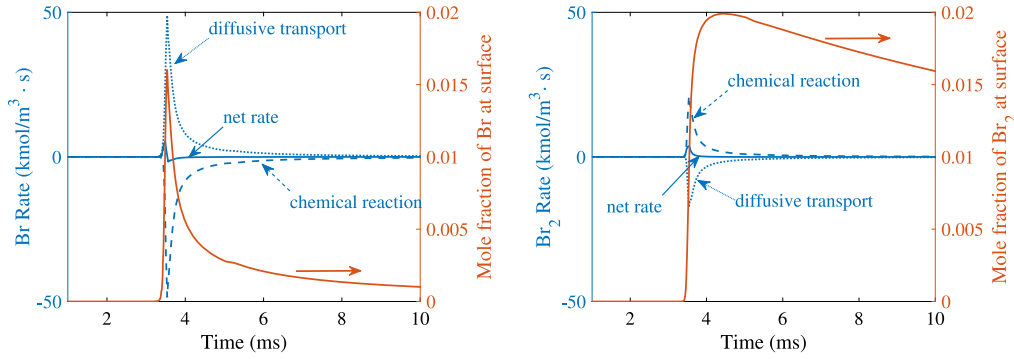 50
0
-50
Br Rate (kmol/m³ · s)
diffusive transport
net rate
chemical reaction
0.02
0.015
0.01
0.005
0
Mole fraction of Br at surface
2 4 6 8 10
Time (ms)
50
0
-50
Br₂ Rate (kmol/m³ · s)
chemical reaction
net rate
diffusive transport
0.02
0.015
0.01
0.005
0
Mole fraction of Br₂ at surface
2 4 6 8 10
Time (ms)